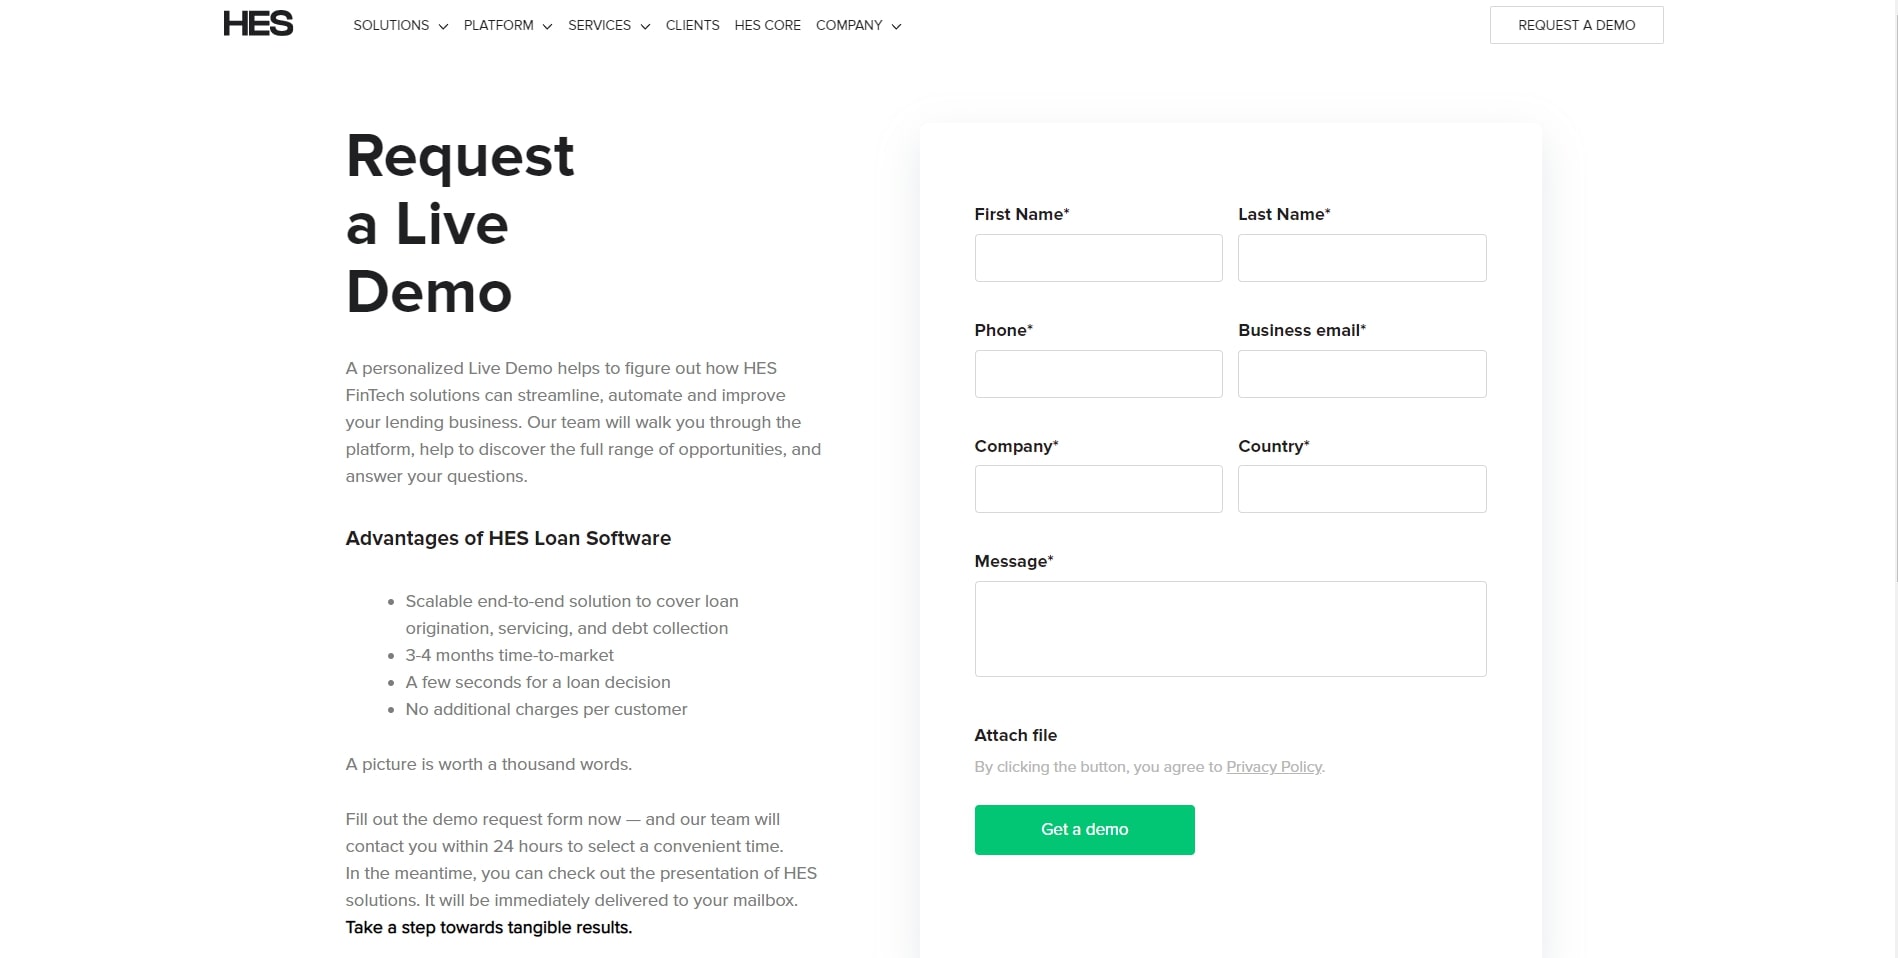 HES
SOLUTIONS PLATFORM SERVICES CLIENTS HES CORE COMPANY
REQUEST A DEMO
Request
a Live
Demo
A personalized Live Demo helps to figure out how HES
FinTech solutions can streamline, automate and improve
your lending business. Our team will walk you through the
platform, help to discover the full range of opportunities, and
answer your questions.
Advantages of HES Loan Software
• Scalable end-to-end solution to cover loan
origination, servicing, and debt collection
• 3-4 months time-to-market
• A few seconds for a loan decision
• No additional charges per customer
A picture is worth a thousand words.
Fill out the demo request form now — and our team will
contact you within 24 hours to select a convenient time.
In the meantime, you can check out the presentation of HES
solutions. It will be immediately delivered to your mailbox.
Take a step towards tangible results.
First Name*
Last Name*
Phone*
Business email*
Company*
Country*
Message*
Attach file
By clicking the button, you agree to Privacy Policy.
Get a demo